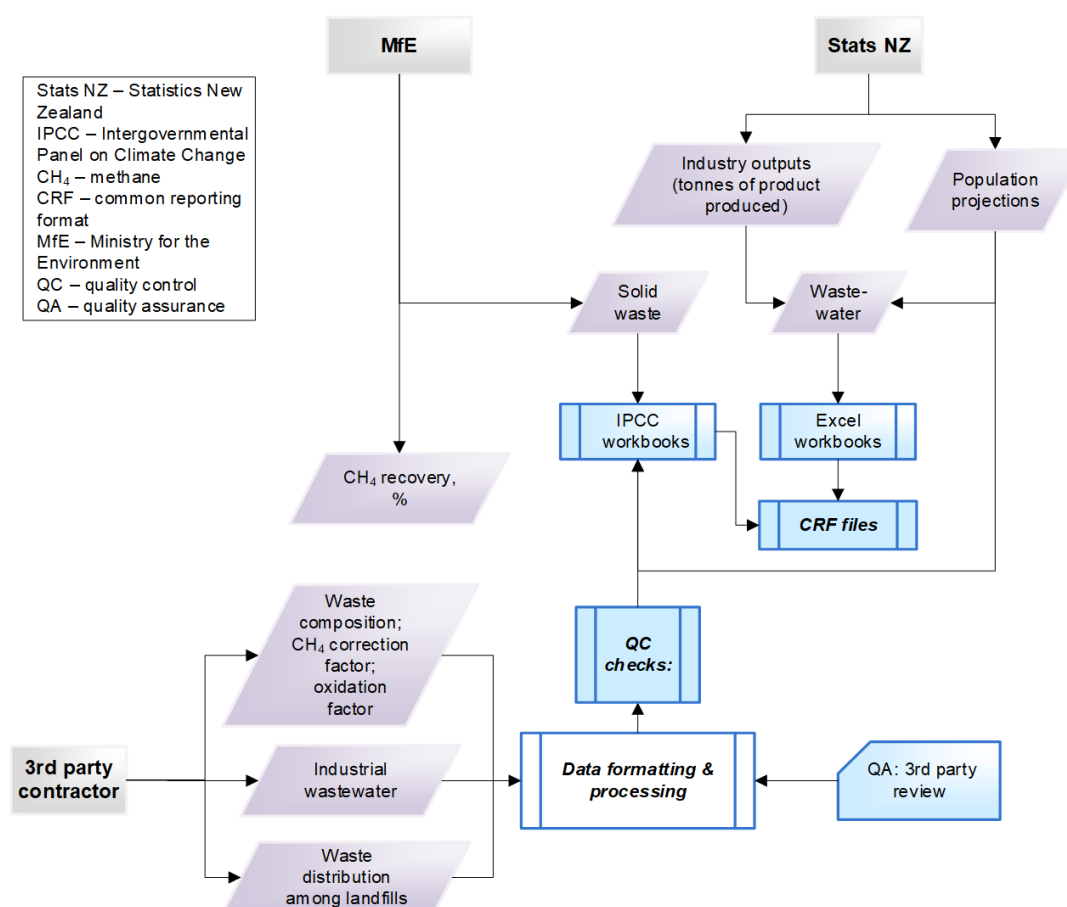 MfE
Stats NZ
Stats NZ – Statistics New
Zealand
IPCC – Intergovernmental
Panel on Climate Change
CH₄ – methane
CRF – common reporting
format
MfE – Ministry for the
Environment
QC – quality control
QA – quality assurance
Industry outputs
(tonnes of product
produced)
Population
projections
Solid
waste
Waste-
water
IPCC
workbooks
Excel
workbooks
CH₄ recovery,
%
CRF files
Waste
composition;
CH₄ correction
factor;
oxidation
factor
QC
checks:
3rd party
contractor
Industrial
wastewater
Data formatting &
processing
QA: 3rd party
review
Waste
distribution
among landfills